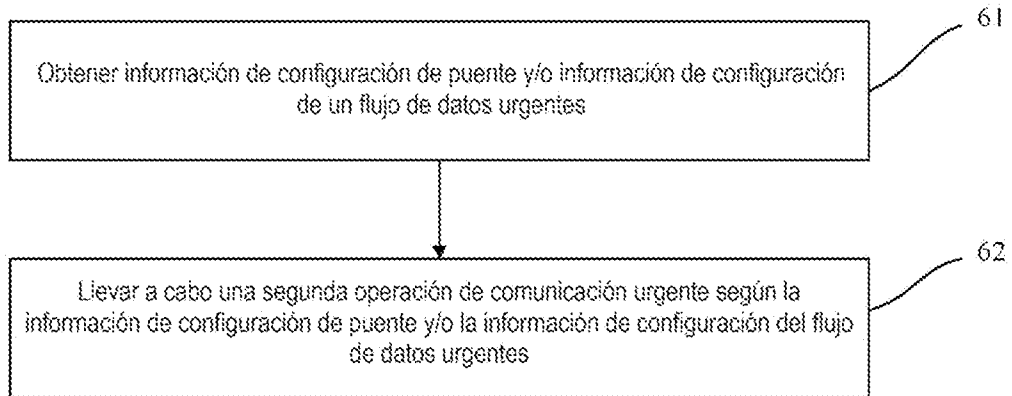 61
Obtener información de configuración de puente y/o información de configuración
de un flujo de datos urgentes
62
Llevar a cabo una segunda operación de comunicación urgente según la
información de configuración de puente y/o la información de configuración del flujo
de datos urgentes